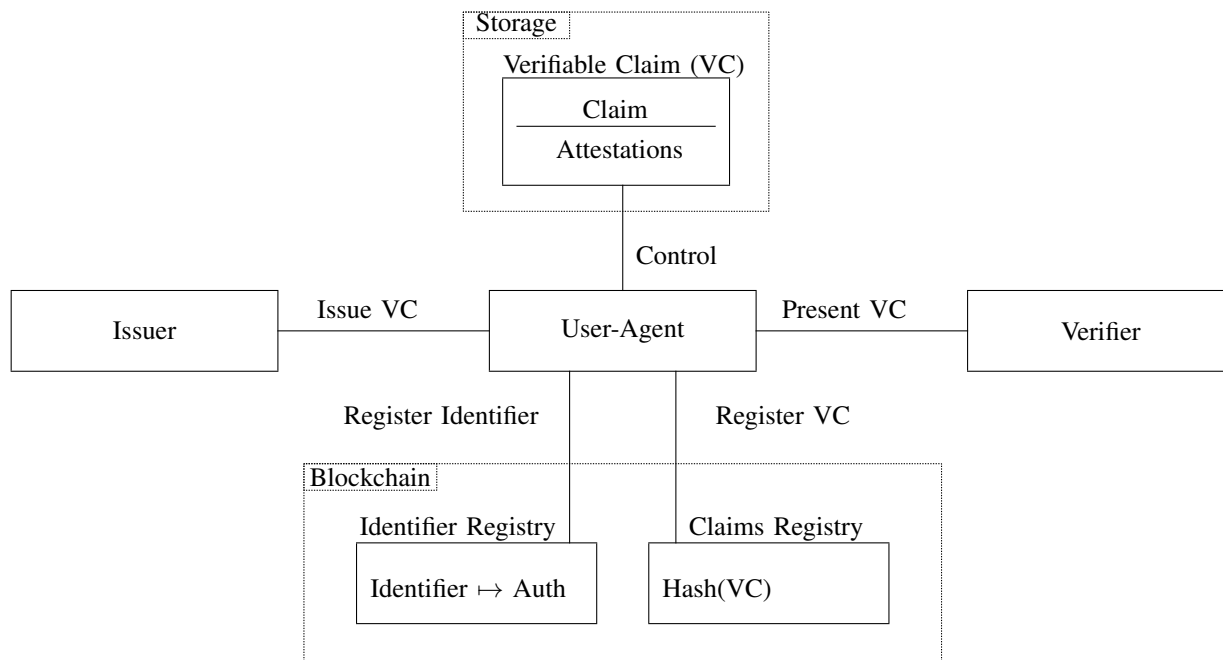 Storage
Verifiable Claim (VC)
Claim
Attestations
Control
Issuer
Issue VC
User-Agent
Present VC
Verifier
Register Identifier
Register VC
Blockchain
Identifier Registry
Claims Registry
Identifier ↦ Auth
Hash(VC)